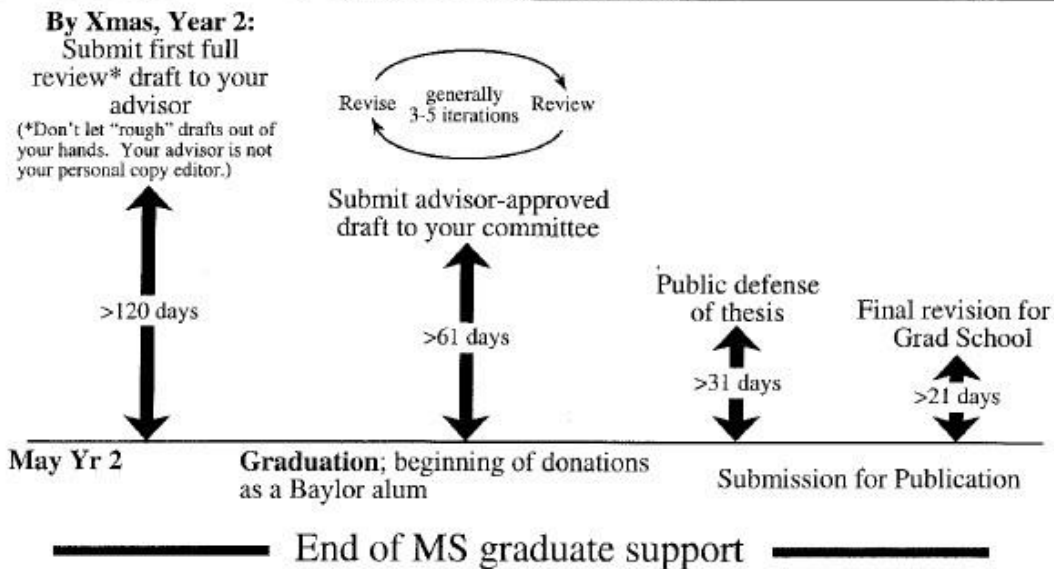 By Xmas, Year 2:
Submit first full
review* draft to your
advisor
(*Don't let "rough" drafts out of
your hands. Your advisor is not
your personal copy editor.)
>120 days
Revise
generally
3-5 iterations
Review
Submit advisor-approved
draft to your committee
>61 days
Public defense
of thesis
>31 days
Final revision for
Grad School
>21 days
May Yr 2
Graduation; beginning of donations
as a Baylor alum
Submission for Publication
End of MS graduate support